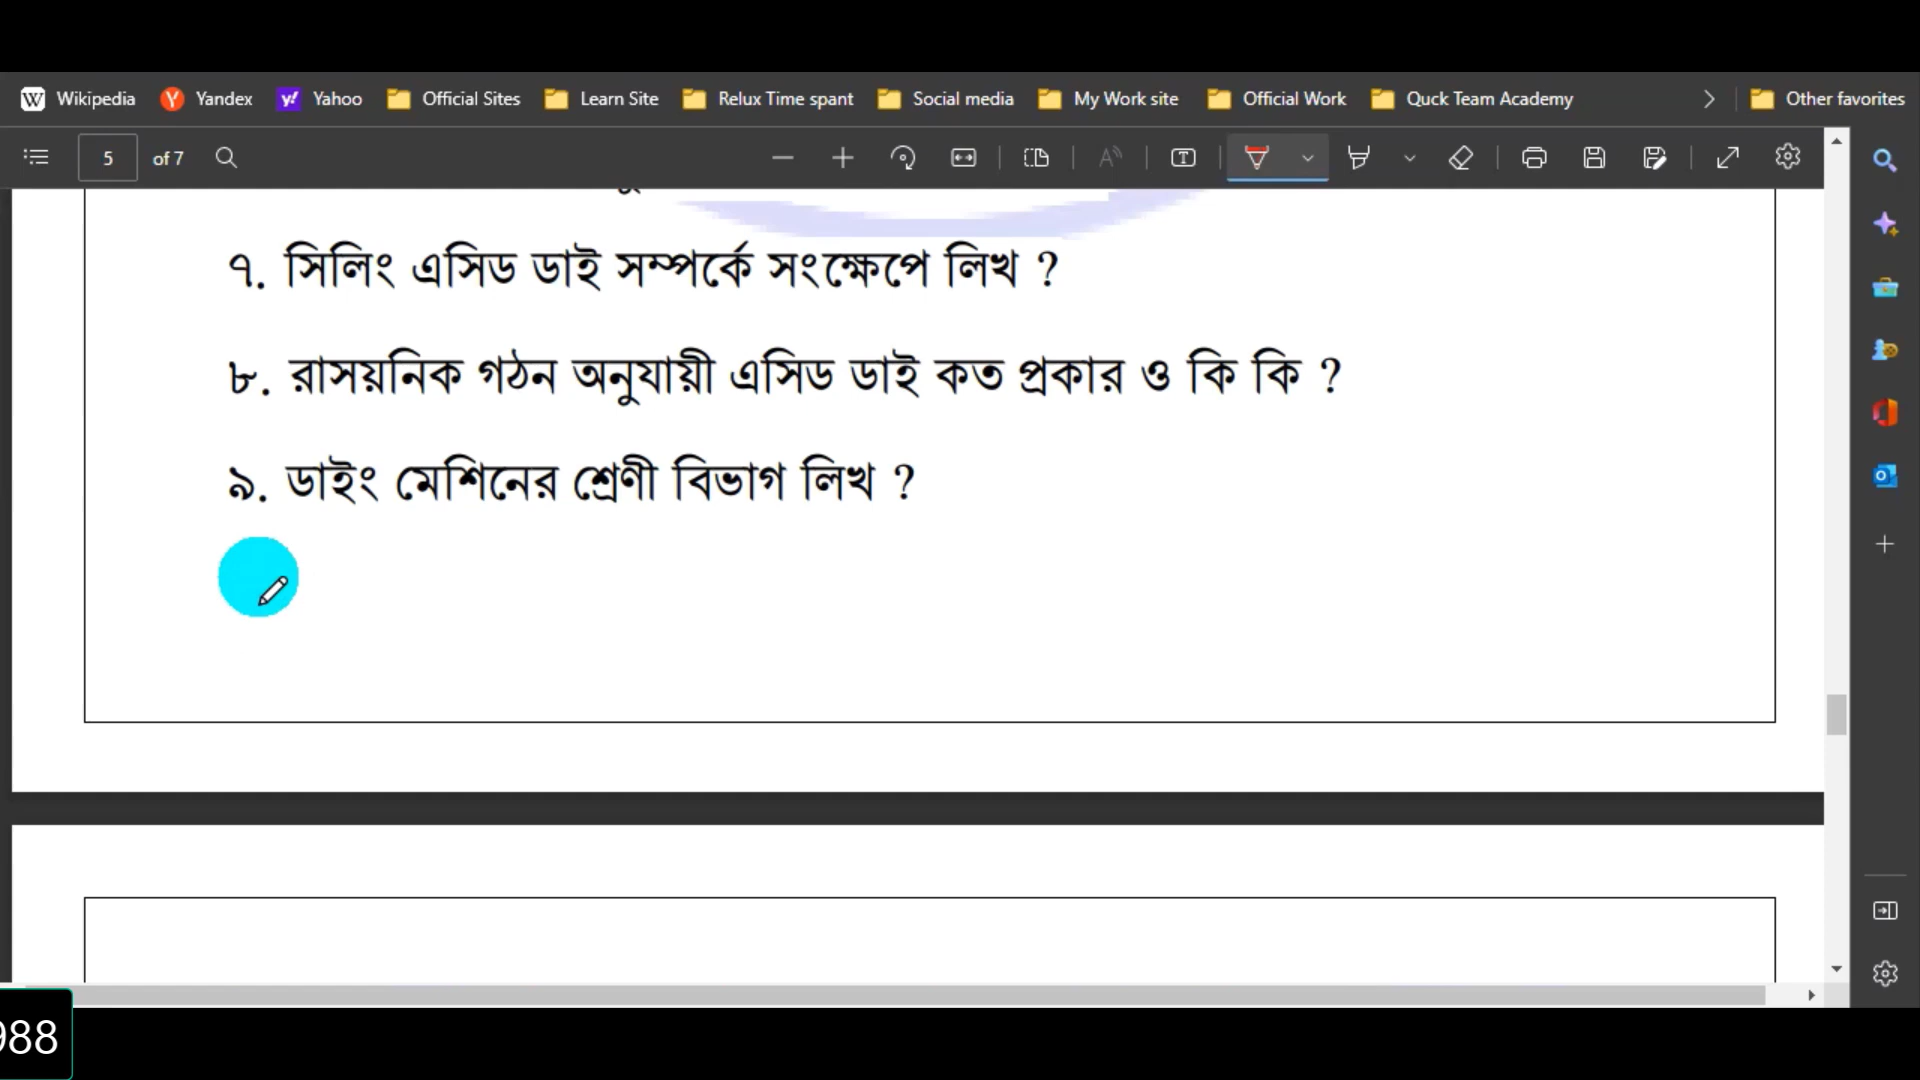 Wikipedia Yandex Yahoo Official Sites Learn Site Relux Time spant Social media My Work site Official Work Quck Team Academy Other favorites
5 of 7
৭. সিলিং এসিড ডাই সম্পর্কে সংক্ষেপে লিখ ?
৮. রাসয়নিক গঠন অনুযায়ী এসিড ডাই কত প্রকার ও কি কি ?
৯. ডাইং মেশিনের শ্রেণী বিভাগ লিখ ?
988